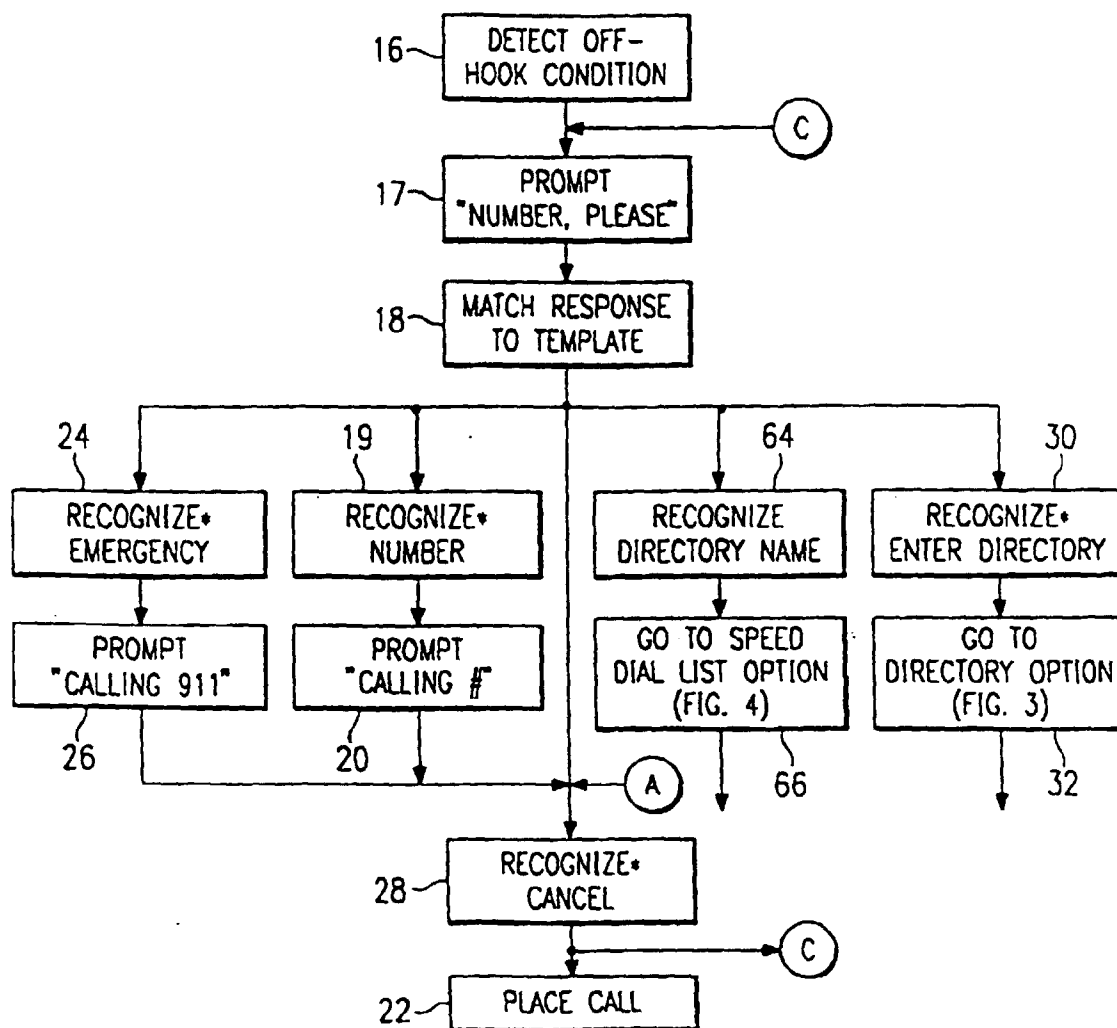 16
DETECT OFF-
HOOK CONDITION
C
17
PROMPT
"NUMBER, PLEASE"
18
MATCH RESPONSE
TO TEMPLATE
24
19
64
30
RECOGNIZE*
EMERGENCY
RECOGNIZE*
NUMBER
RECOGNIZE
DIRECTORY NAME
RECOGNIZE*
ENTER DIRECTORY
PROMPT
"CALLING 911"
PROMPT
"CALLING #"
GO TO SPEED
DIAL LIST OPTION
(FIG. 4)
GO TO
DIRECTORY OPTION
(FIG. 3)
26
20
66
32
A
28
RECOGNIZE*
CANCEL
C
22
PLACE CALL